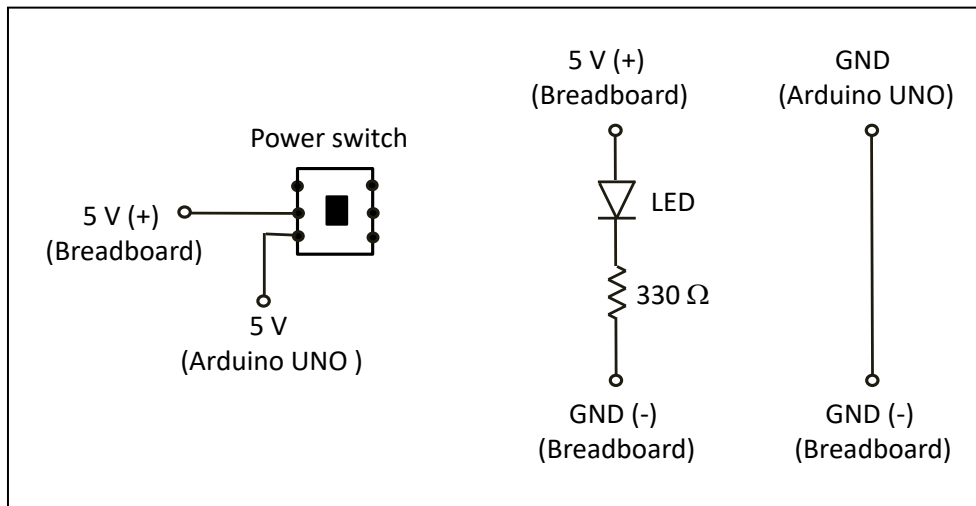 Power switch
5 V (+)
(Breadboard)
5 V
(Arduino UNO )
5 V (+)
(Breadboard)
LED
330 Ω
GND (-)
(Breadboard)
GND
(Arduino UNO)
GND (-)
(Breadboard)